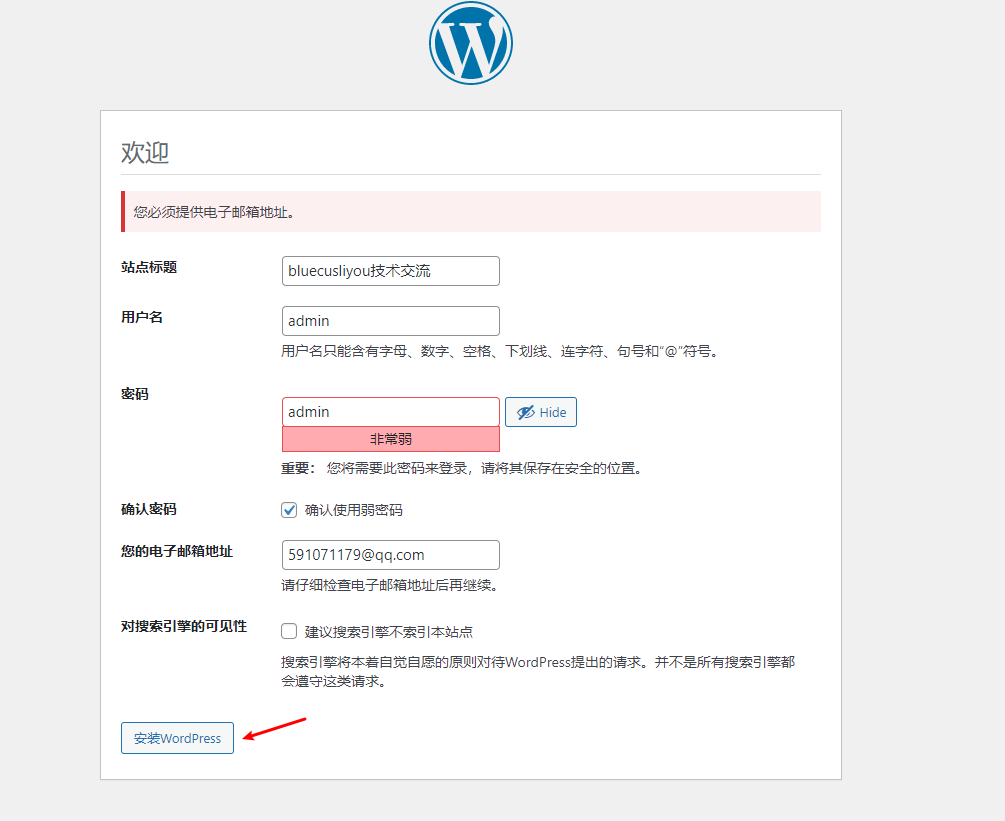 欢迎
您必须提供电子邮箱地址。
站点标题
bluecusliyou技术交流
用户名
admin
用户名只能含有字母、数字、空格、下划线、连字符、句号和“@”符号。
密码
admin
Hide
非常弱
重要： 您将需要此密码来登录，请将其保存在安全的位置。
确认密码
确认使用弱密码
您的电子邮箱地址
591071179@qq.com
请仔细检查电子邮箱地址后再继续。
对搜索引擎的可见性
建议搜索引擎不索引本站点
搜索引擎将本着自觉自愿的原则对待WordPress提出的请求。并不是所有搜索引擎都
会遵守这类请求。
安装WordPress